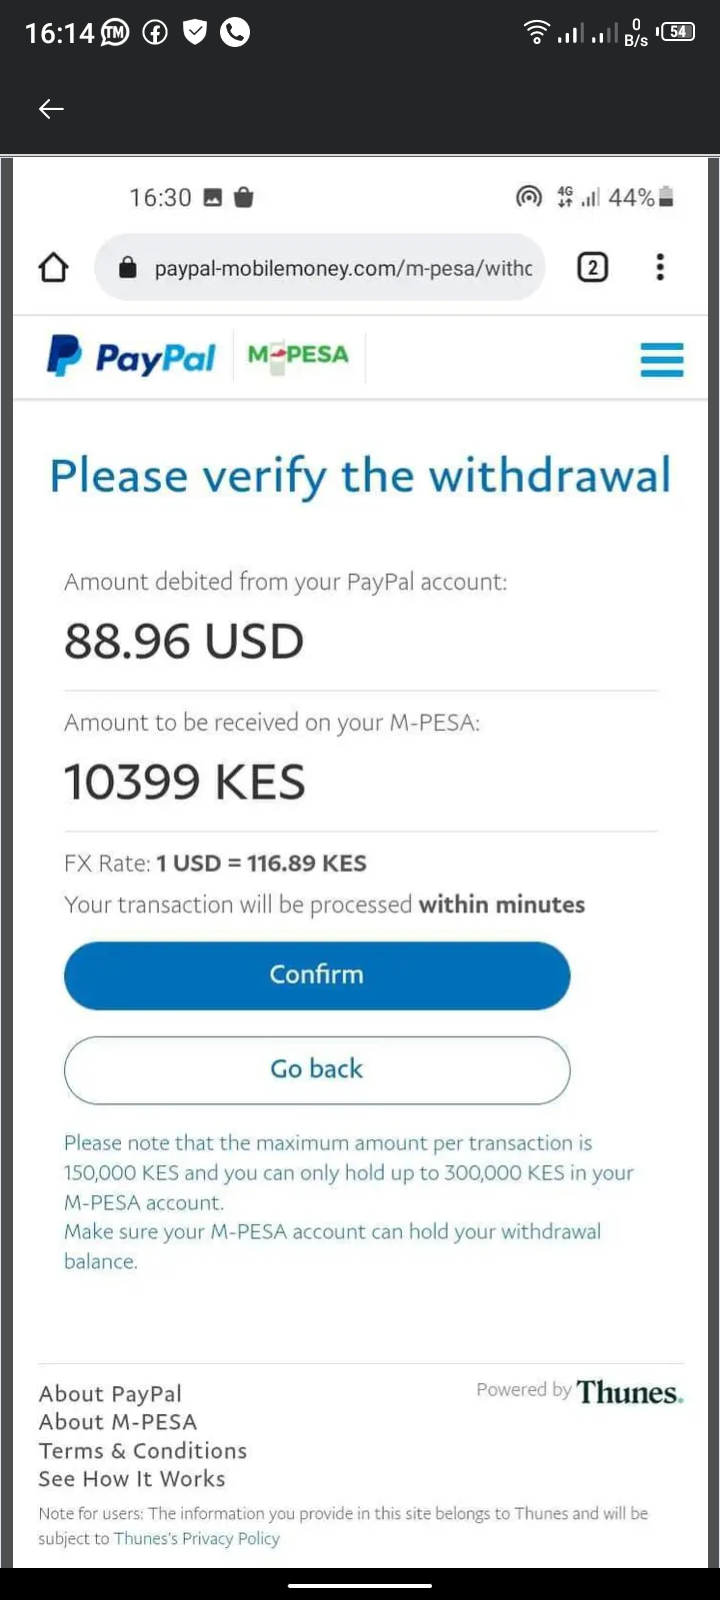 16:14 TM 0 B/s 54
16:30 4G 44%
paypal-mobilemoney.com/m-pesa/withc 2
PayPal M-PESA
Please verify the withdrawal
Amount debited from your PayPal account:
88.96 USD
Amount to be received on your M-PESA:
10399 KES
FX Rate: 1 USD = 116.89 KES
Your transaction will be processed within minutes
Confirm
Go back
Please note that the maximum amount per transaction is
150,000 KES and you can only hold up to 300,000 KES in your
M-PESA account.
Make sure your M-PESA account can hold your withdrawal
balance.
About PayPal
Powered by Thunes.
About M-PESA
Terms & Conditions
See How It Works
Note for users: The information you provide in this site belongs to Thunes and will be
subject to Thunes's Privacy Policy